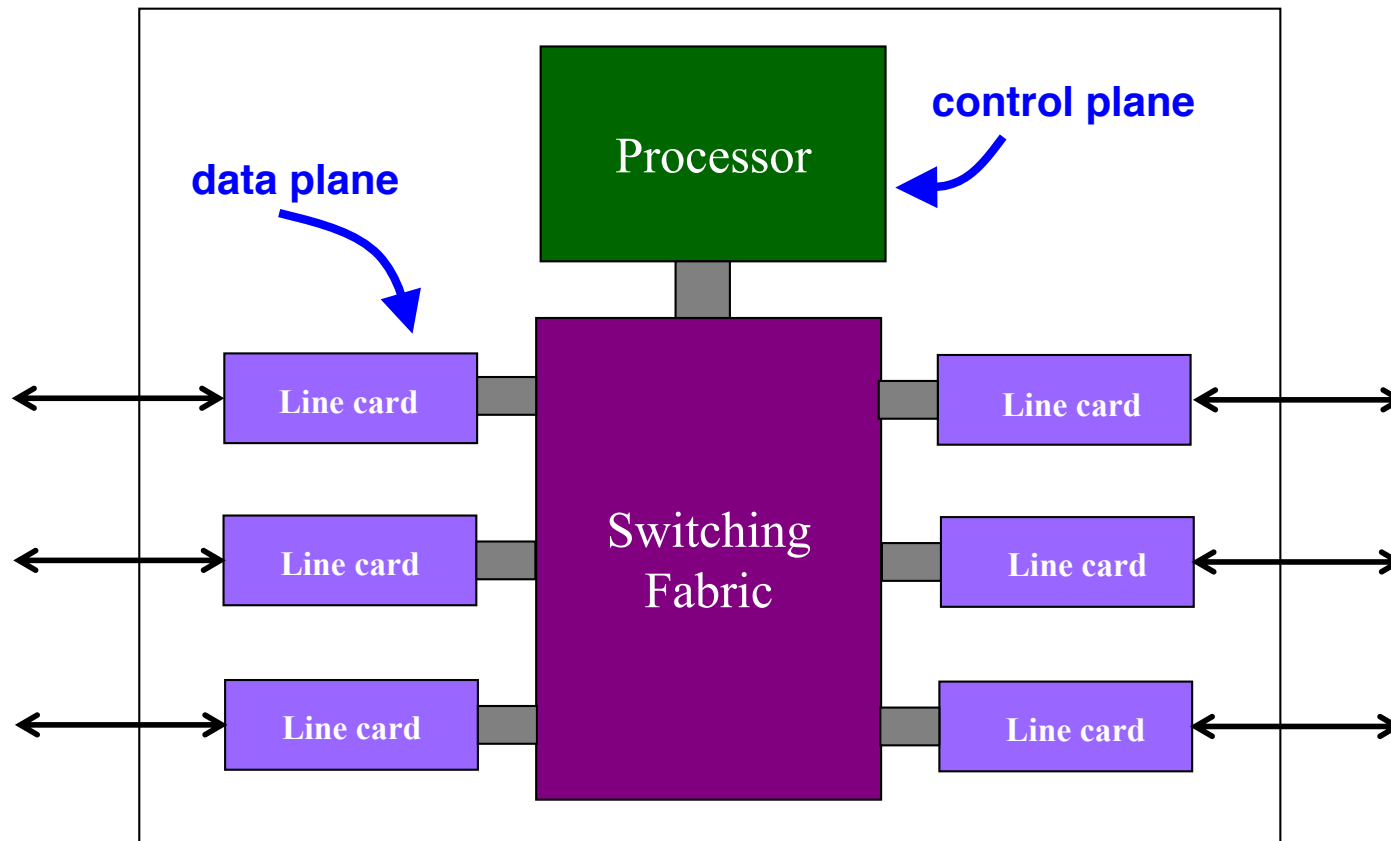 Processor
control plane
data plane
Line card
Line card
Switching
Fabric
Line card
Line card
Line card
Line card